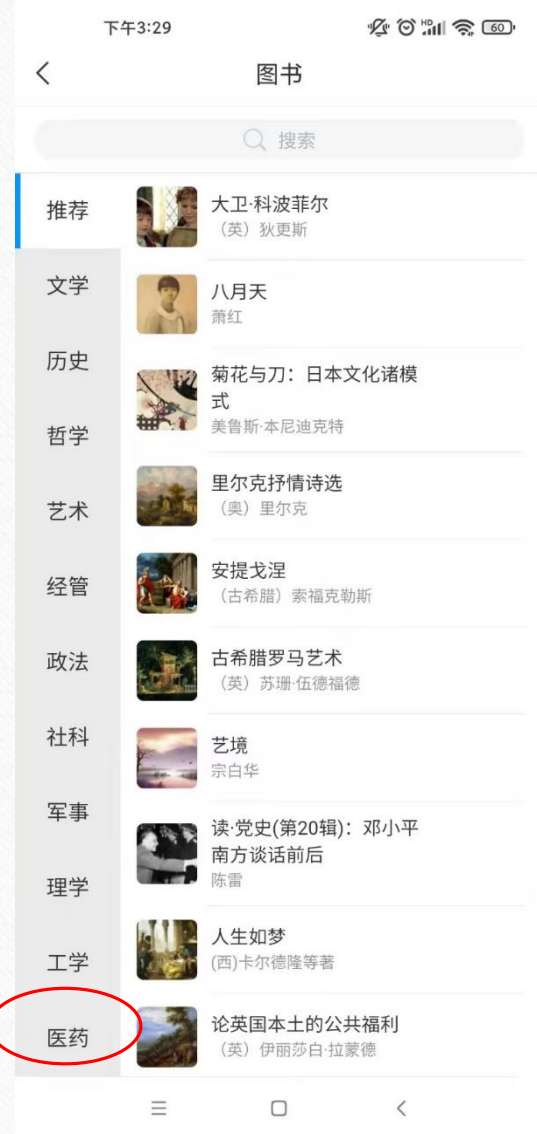 下午3:29
HD
60
图书
搜索
推荐
文学
历史
哲学
艺术
经管
政法
社科
军事
理学
工学
医药
大卫·科波菲尔
（英）狄更斯
八月天
萧红
菊花与刀：日本文化诸模
式
美鲁斯·本尼迪克特
里尔克抒情诗选
（奥）里尔克
安提戈涅
（古希腊）索福克勒斯
古希腊罗马艺术
（英）苏珊·伍德福德
艺境
宗白华
读·党史(第20辑)：邓小平
南方谈话前后
陈雷
人生如梦
(西)卡尔德隆等著
论英国本土的公共福利
（英）伊丽莎白·拉蒙德